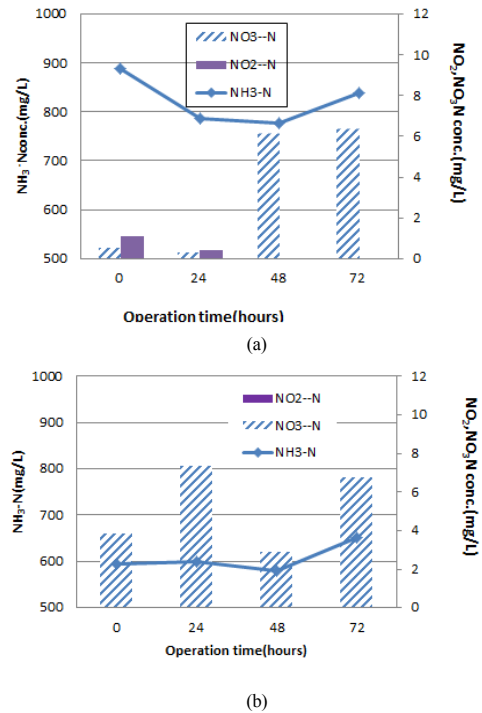 1000
900
800
700
600
500
NH3-Nconc.(mg/L)
NO3--N
NO2--N
NH3-N
12
10
8
6
4
2
0
NO2,NO3N conc.(mg/L)
0 24 48 72
Operation time(hours)
(a)
1000
900
800
700
600
500
NH3-N(mg/L)
NO2--N
NO3--N
NH3-N
12
10
8
6
4
2
0
NO2,NO3N conc.(mg/L)
0 24 48 72
Operation time(hours)
(b)